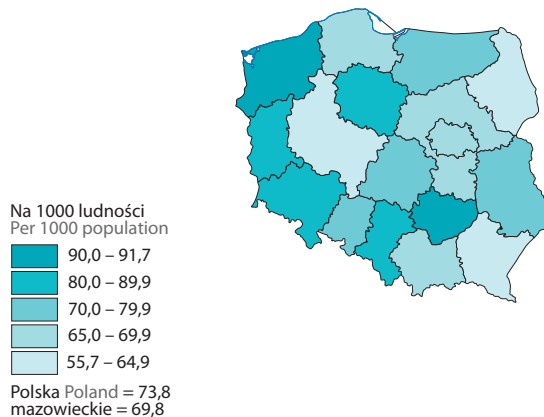 Na 1000 ludności
Per 1000 population
90,0 – 91,7
80,0 – 89,9
70,0 – 79,9
65,0 – 69,9
55,7 – 64,9
Polska Poland = 73,8
mazowieckie = 69,8